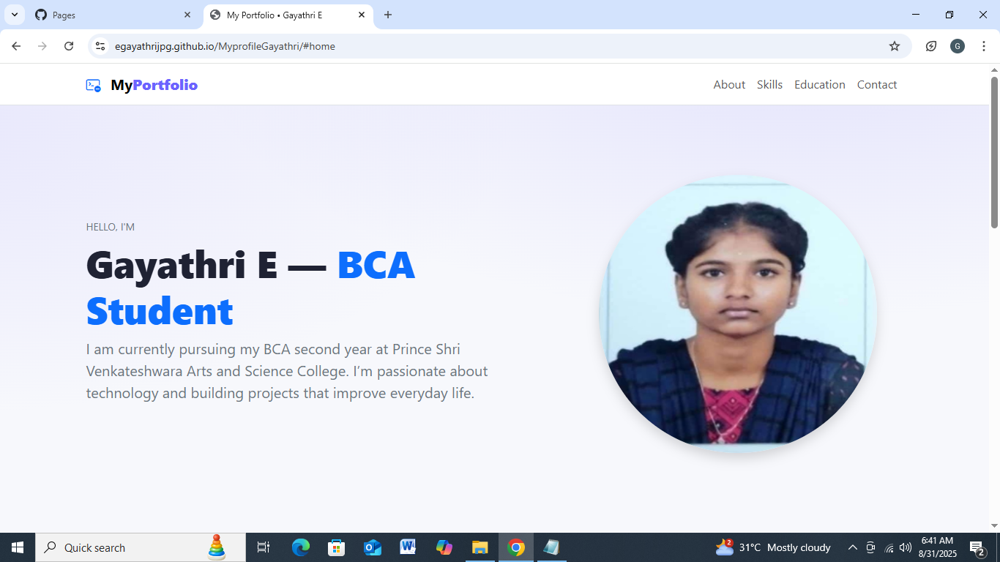 Pages
My Portfolio • Gayathri E
egayathrijpg.github.io/MyprofileGayathri/#home
G
MyPortfolio
About Skills Education Contact
HELLO, I'M
Gayathri E — BCA
Student
I am currently pursuing my BCA second year at Prince Shri
Venkateshwara Arts and Science College. I’m passionate about
technology and building projects that improve everyday life.
Quick search
2
31°C Mostly cloudy
6:41 AM
8/31/2025
2